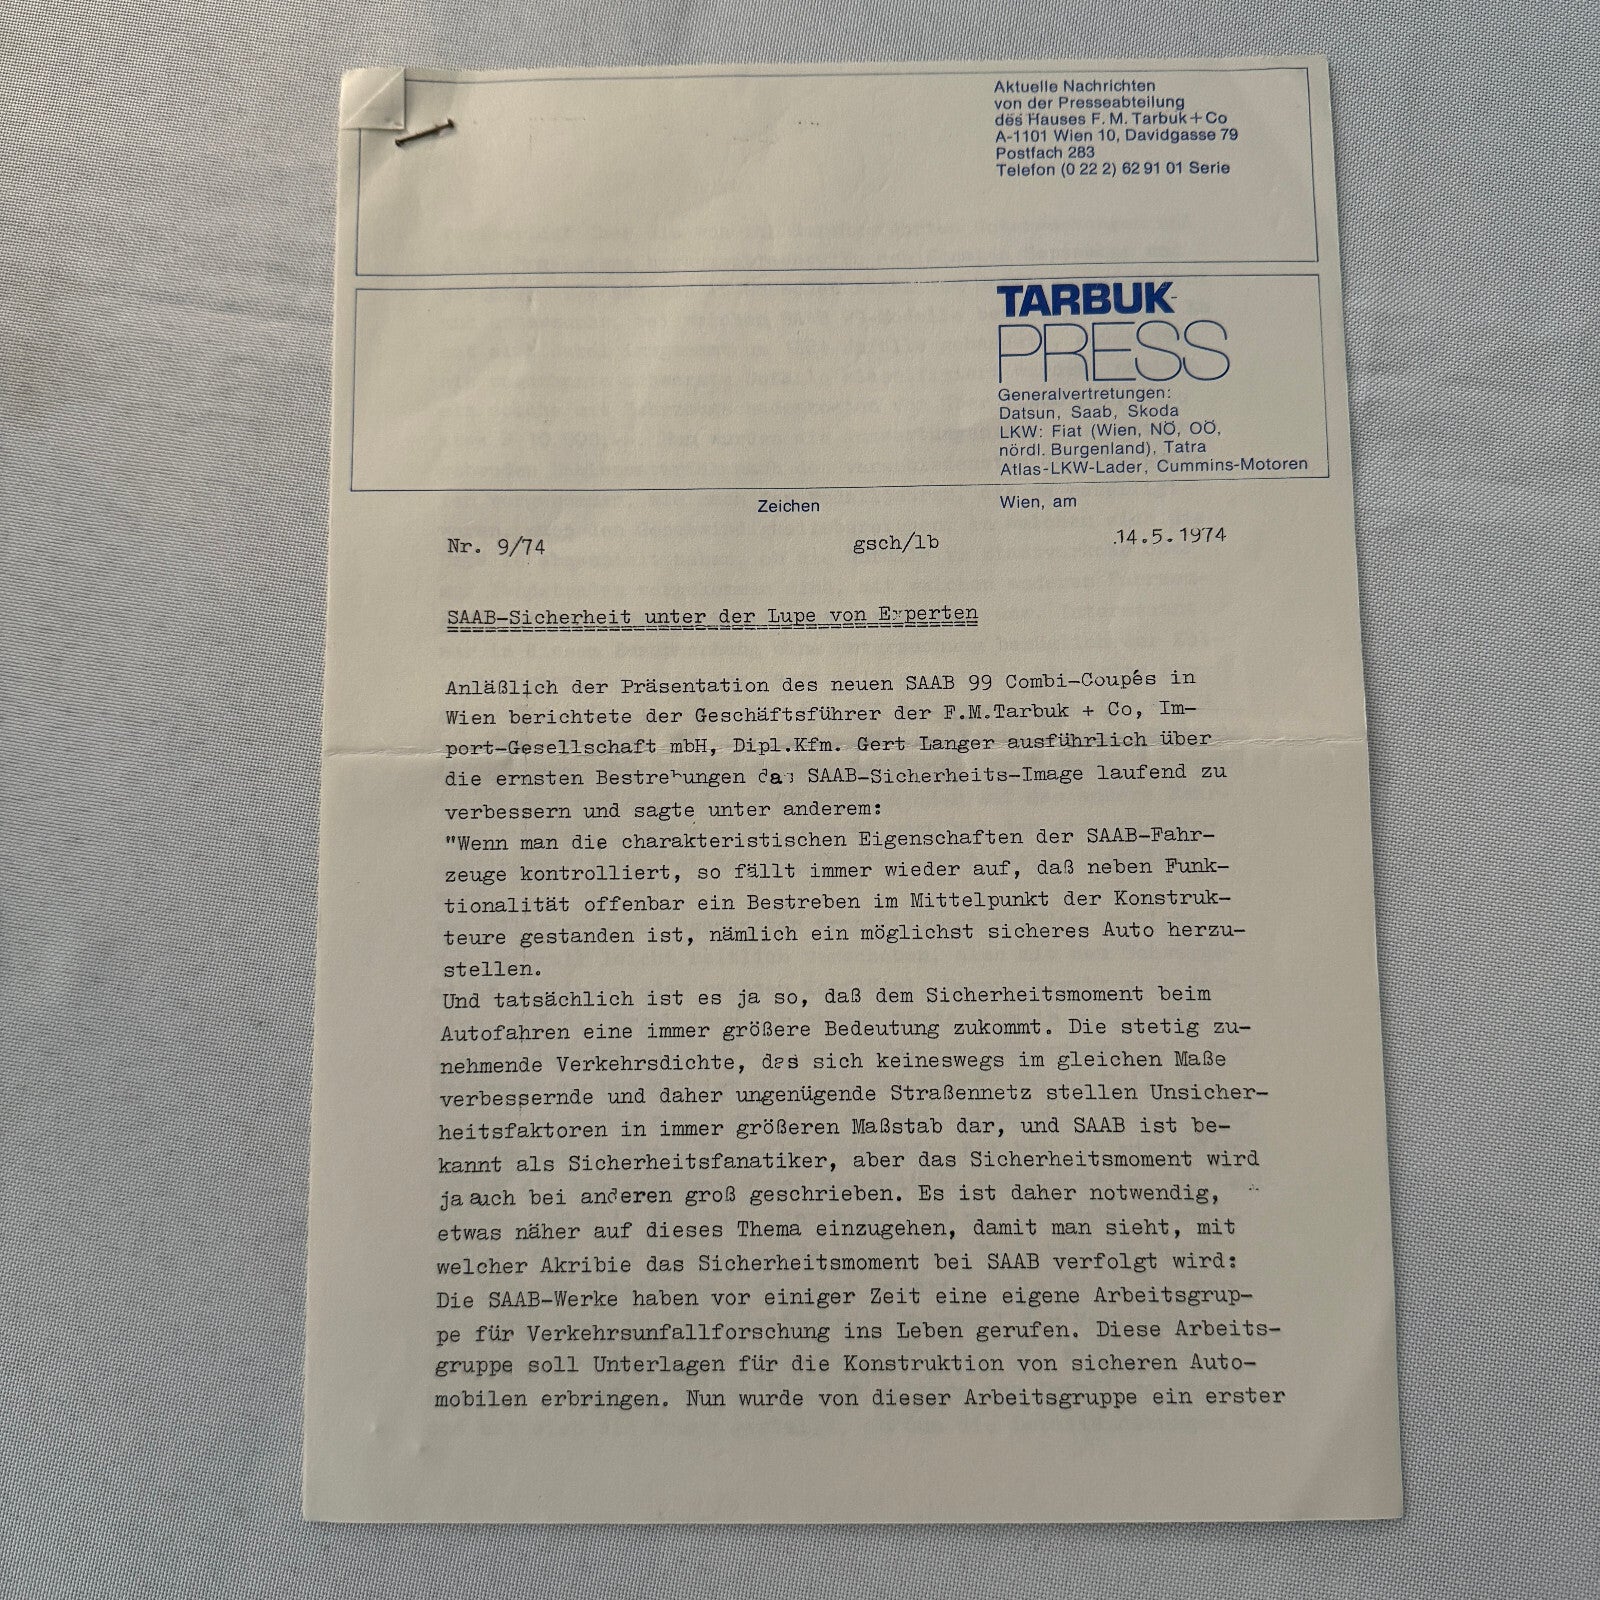 Aktuelle Nachrichten
von der Presseabteilung
des Hauses F. M. Tarbuk+Co
A-1101 Wien 10, Davidgasse 79
Postfach 283
Telefon (0 22 2) 62 91 01 Serie
TARBUK-
PRESS
Generalvertretungen:
Datsun, Saab, Skoda
LKW: Fiat (Wien, NÖ, OÖ,
nördl. Burgenland), Tatra
Atlas-LKW-Lader, Cummins-Motoren
Zeichen Wien, am
Nr. 9/74 gsch/lb 14.5.1974
SAAB-Sicherheit unter der Lupe von Experten
Anläßlich der Präsentation des neuen SAAB 99 Combi-Coupés in
Wien berichtete der Geschäftsführer der F.M.Tarbuk + Co, Im-
port-Gesellschaft mbH, Dipl.Kfm. Gert Langer ausführlich über
die ernsten Bestrebungen das SAAB-Sicherheits-Image laufend zu
verbessern und sagte unter anderem:
"Wenn man die charakteristischen Eigenschaften der SAAB-Fahr-
zeuge kontrolliert, so fällt immer wieder auf, daß neben Funk-
tionalität offenbar ein Bestreben im Mittelpunkt der Konstruk-
teure gestanden ist, nämlich ein möglichst sicheres Auto herzu-
stellen.
Und tatsächlich ist es ja so, daß dem Sicherheitsmoment beim
Autofahren eine immer größere Bedeutung zukommt. Die stetig zu-
nehmende Verkehrsdichte, das sich keineswegs im gleichen Maße
verbessernde und daher ungenügende Straßennetz stellen Unsicher-
heitsfaktoren in immer größeren Maßstab dar, und SAAB ist be-
kannt als Sicherheitsfanatiker, aber das Sicherheitsmoment wird
ja auch bei anderen groß geschrieben. Es ist daher notwendig,
etwas näher auf dieses Thema einzugehen, damit man sieht, mit
welcher Akribie das Sicherheitsmoment bei SAAB verfolgt wird:
Die SAAB-Werke haben vor einiger Zeit eine eigene Arbeitsgrup-
pe für Verkehrsunfallforschung ins Leben gerufen. Diese Arbeits-
gruppe soll Unterlagen für die Konstruktion von sicheren Auto-
mobilen erbringen. Nun wurde von dieser Arbeitsgruppe ein erster